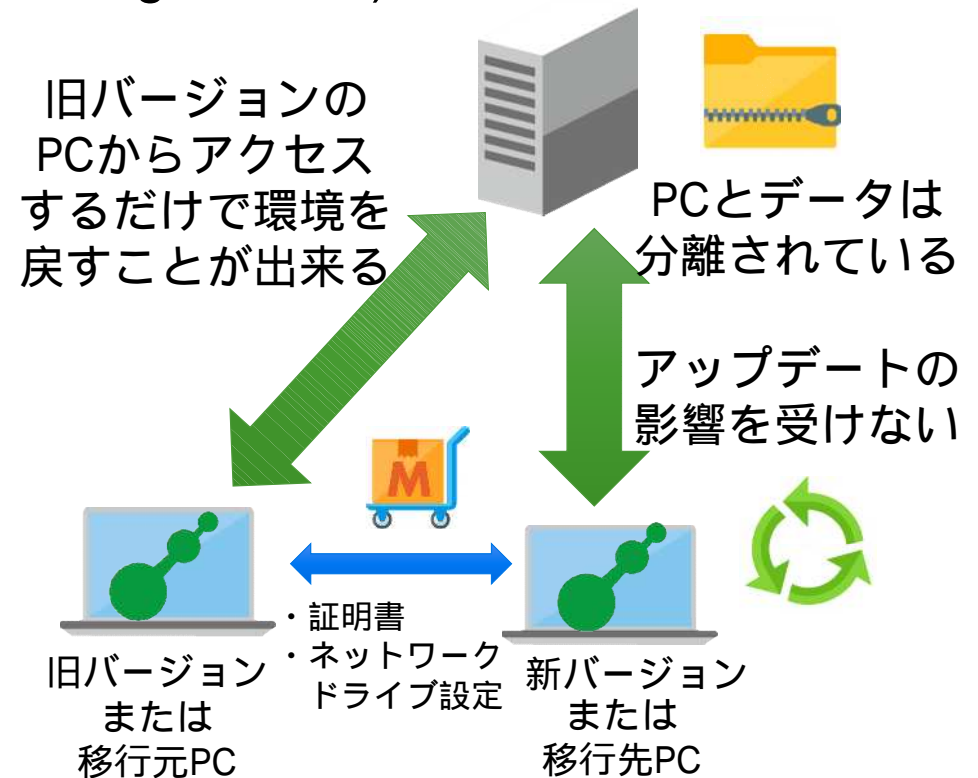 旧バージョンの
PCからアクセス
するだけで環境を
戻すことが出来る
PCとデータは
分離されている
アップデートの
影響を受けない
M
・証明書
・ネットワーク
ドライブ設定
旧バージョン
または
移行元PC
新バージョン
または
移行先PC